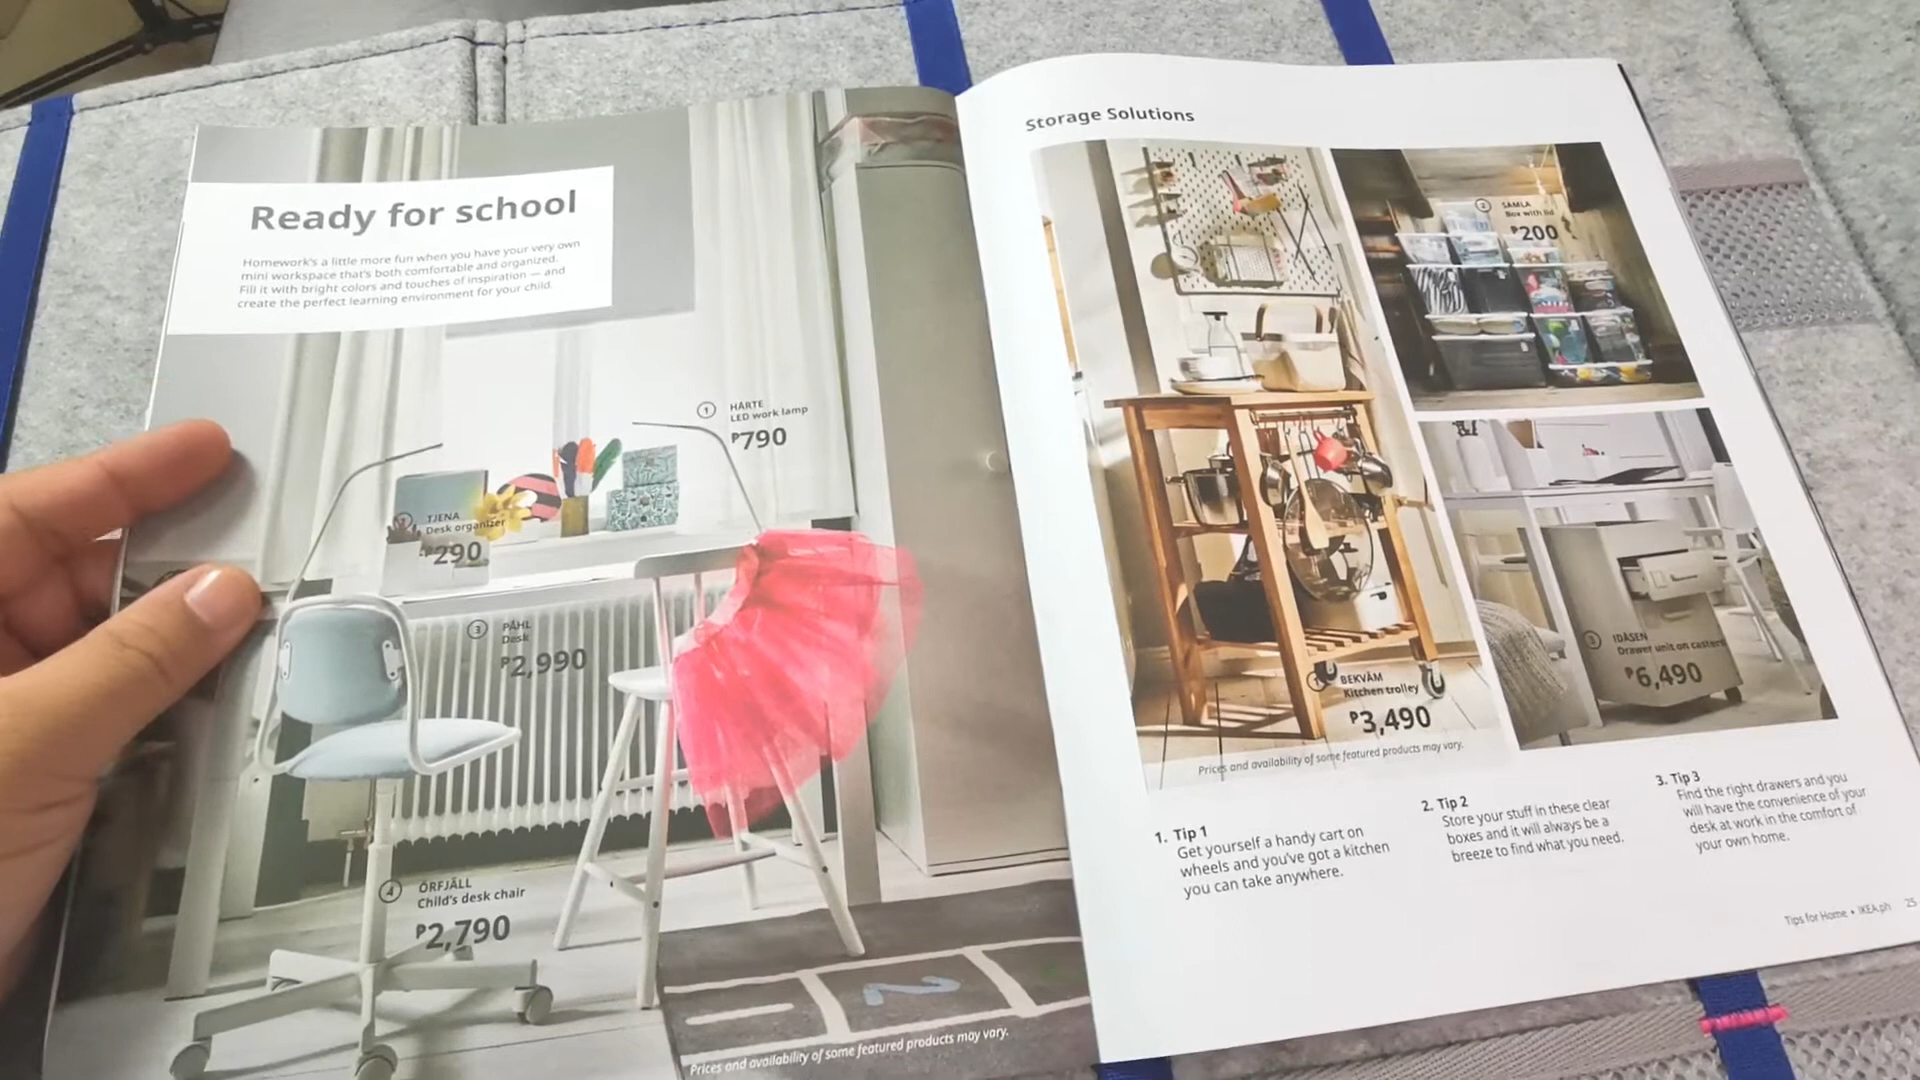 Ready for school
Homework's a little more fun when you have your very own
mini workspace that's both comfortable and organized.
Fill it with bright colors and touches of inspiration — and
create the perfect learning environment for your child.
1
HÅRTE
LED work lamp
₱790
2
TJENA
Desk organizer
₱290
3
PÅHL
Desk
₱2,990
4
ÖRFJÄLL
Child's desk chair
₱2,790
2
Prices and availability of some featured products may vary.
Storage Solutions
2
SAMLA
Box with lid
₱200
1
BEKVÄM
Kitchen trolley
₱3,490
3
IDÅSEN
Drawer unit on casters
₱6,490
Prices and availability of some featured products may vary.
1. Tip 1
Get yourself a handy cart on
wheels and you've got a kitchen
you can take anywhere.
2. Tip 2
Store your stuff in these clear
boxes and it will always be a
breeze to find what you need.
3. Tip 3
Find the right drawers and you
will have the convenience of your
desk at work in the comfort of
your own home.
Tips for Home • IKEA.ph 25